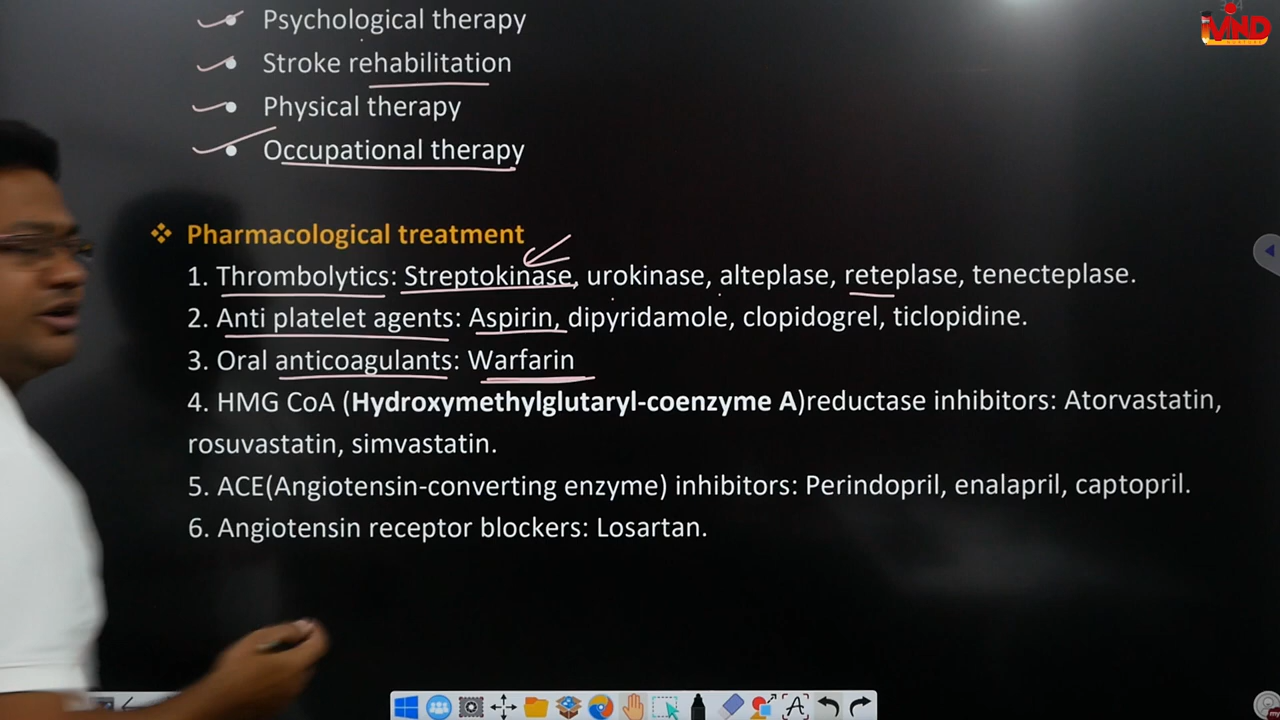 Psychological therapy
Stroke rehabilitation
Physical therapy
Occupational therapy
Pharmacological treatment
1. Thrombolytics: Streptokinase, urokinase, alteplase, reteplase, tenecteplase.
2. Anti platelet agents: Aspirin, dipyridamole, clopidogrel, ticlopidine.
3. Oral anticoagulants: Warfarin
4. HMG CoA (Hydroxymethylglutaryl-coenzyme A)reductase inhibitors: Atorvastatin,
rosuvastatin, simvastatin.
5. ACE(Angiotensin-converting enzyme) inhibitors: Perindopril, enalapril, captopril.
6. Angiotensin receptor blockers: Losartan.